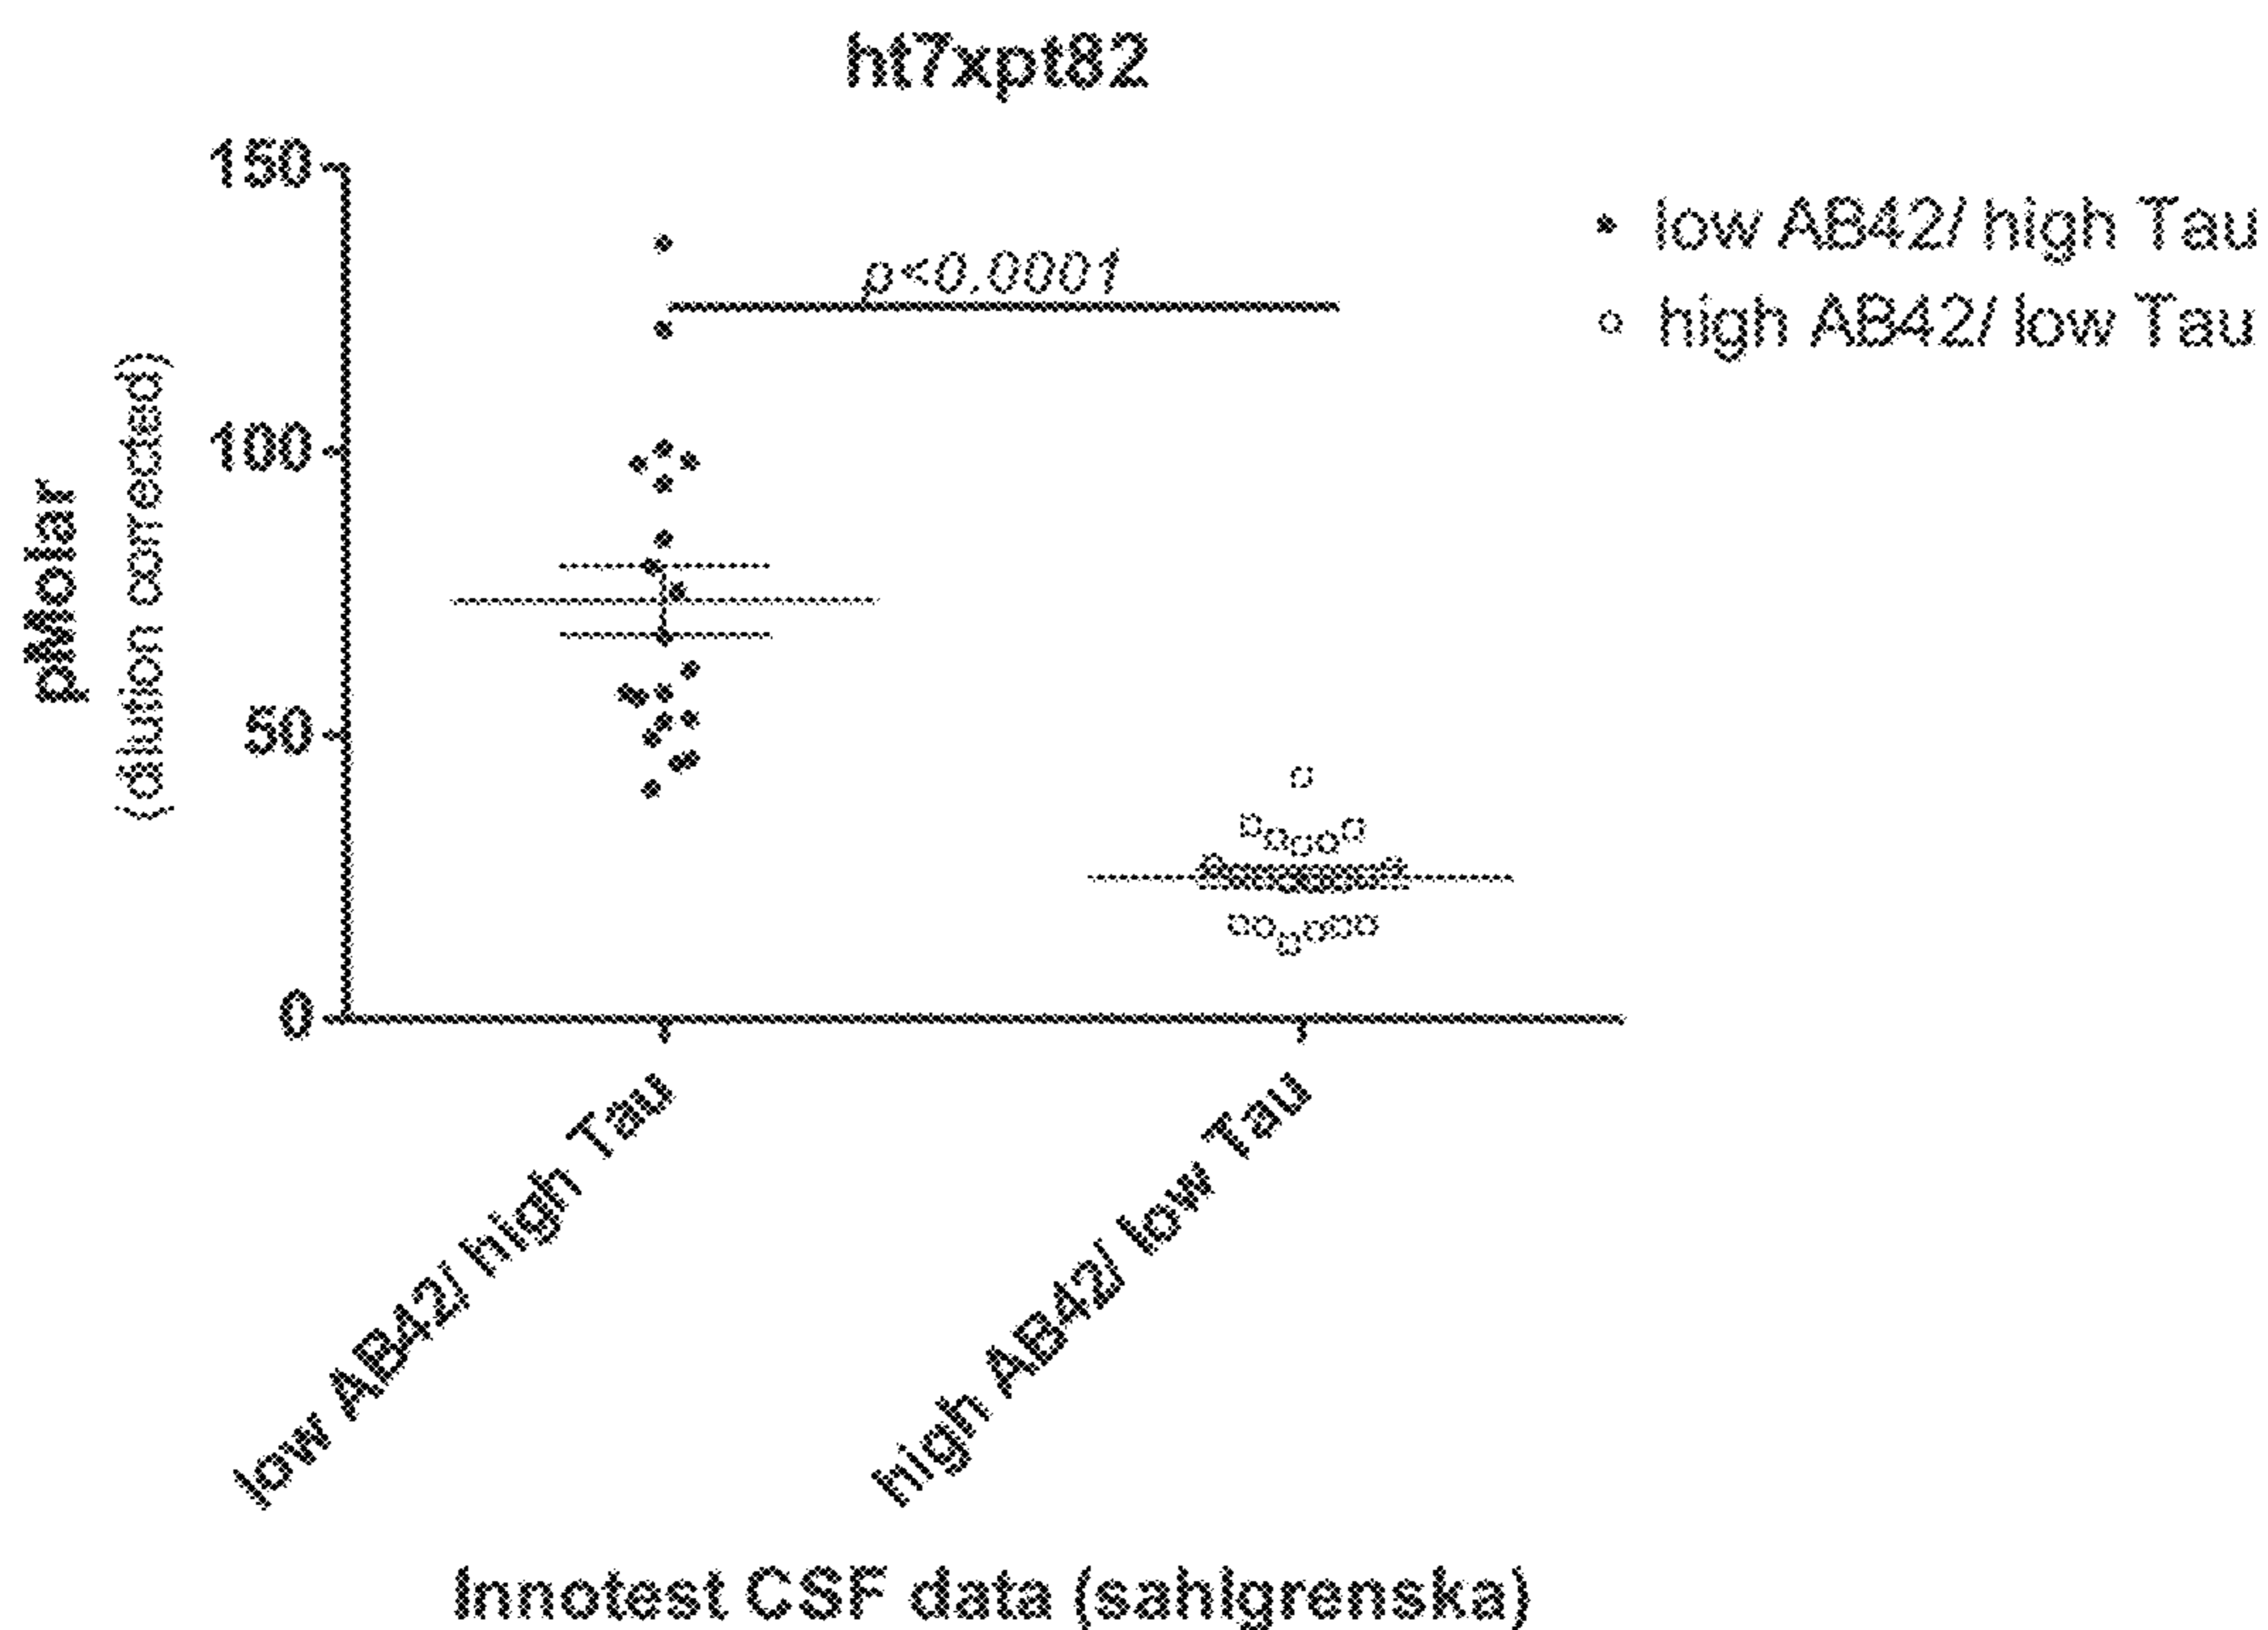 ht7xpt82
150
100
50
0
pMolar
(dilution corrected)
p<0.0001
low AB42/ high Tau
high AB42/ low Tau
low AB42/ high Tau
high AB42/ low Tau
Innotest CSF data (sahlgrenska)